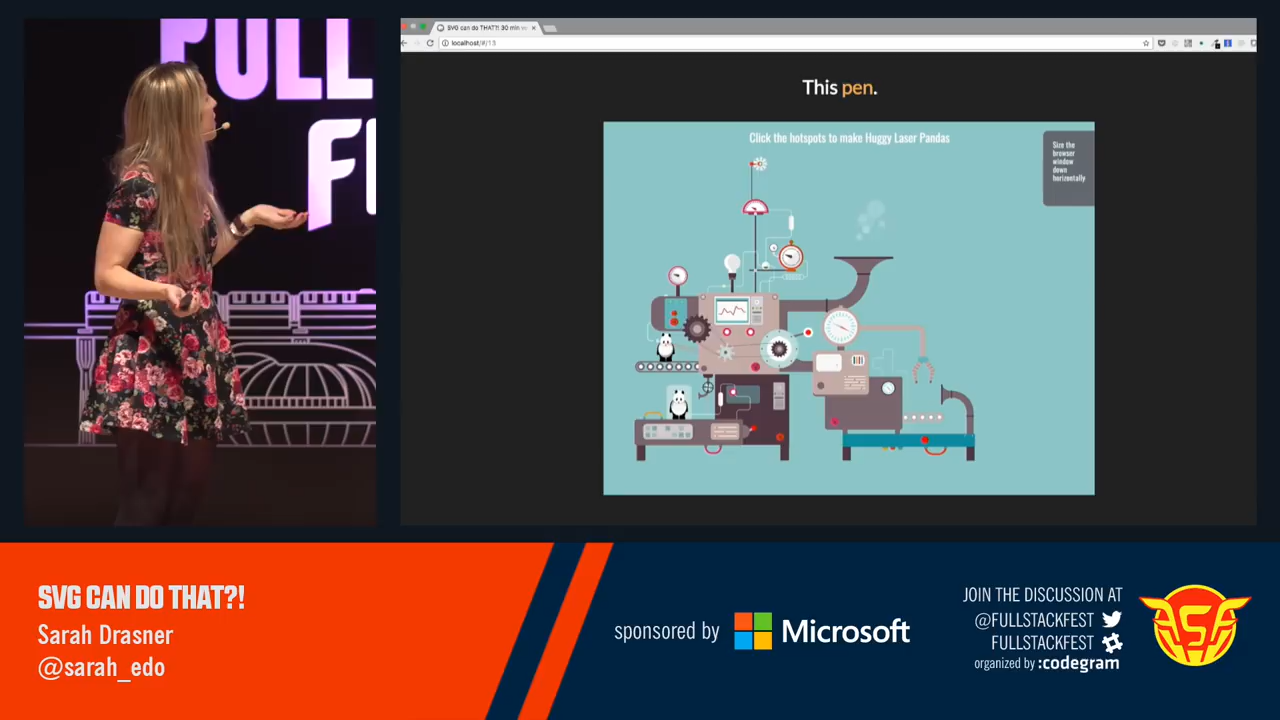 FULL
F
SVG can do THAT?! 30 min
localhost/#/13
This pen.
Click the hotspots to make Huggy Laser Pandas
Size the
browser
window
down
horizontally
SVG CAN DO THAT?!
Sarah Drasner
@sarah_edo
sponsored by Microsoft
JOIN THE DISCUSSION AT
@FULLSTACKFEST
FULLSTACKFEST
organized by :codegram
FSF